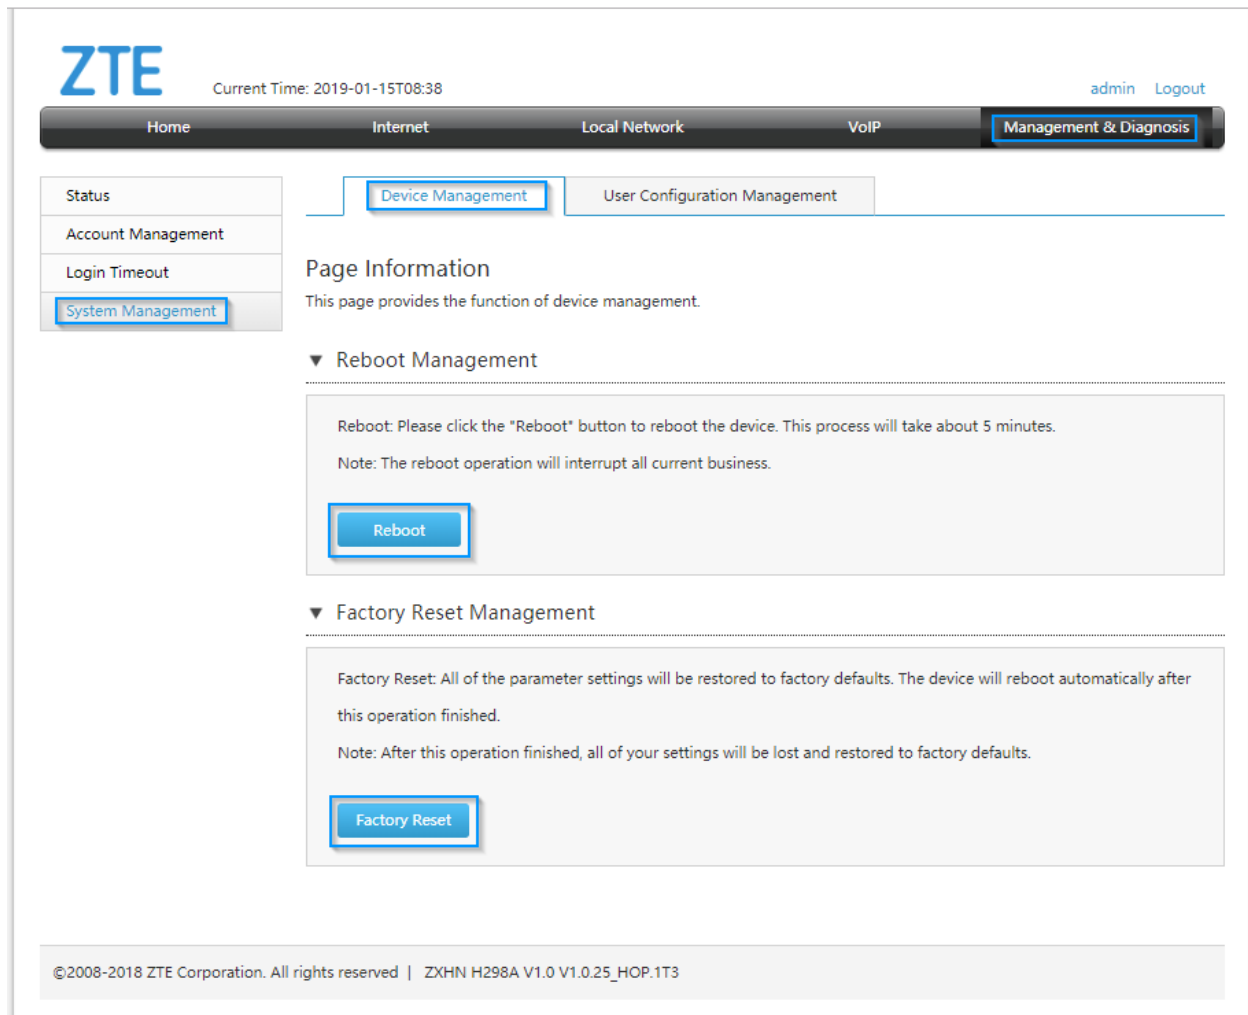 ZTE
Current Time: 2019-01-15T08:38
admin Logout
Home Internet Local Network VoIP Management & Diagnosis
Status
Account Management
Login Timeout
System Management
Device Management User Configuration Management
Page Information
This page provides the function of device management.
Reboot Management
Reboot: Please click the "Reboot" button to reboot the device. This process will take about 5 minutes.
Note: The reboot operation will interrupt all current business.
Reboot
Factory Reset Management
Factory Reset: All of the parameter settings will be restored to factory defaults. The device will reboot automatically after
this operation finished.
Note: After this operation finished, all of your settings will be lost and restored to factory defaults.
Factory Reset
©2008-2018 ZTE Corporation. All rights reserved | ZXHN H298A V1.0 V1.0.25_HOP.1T3